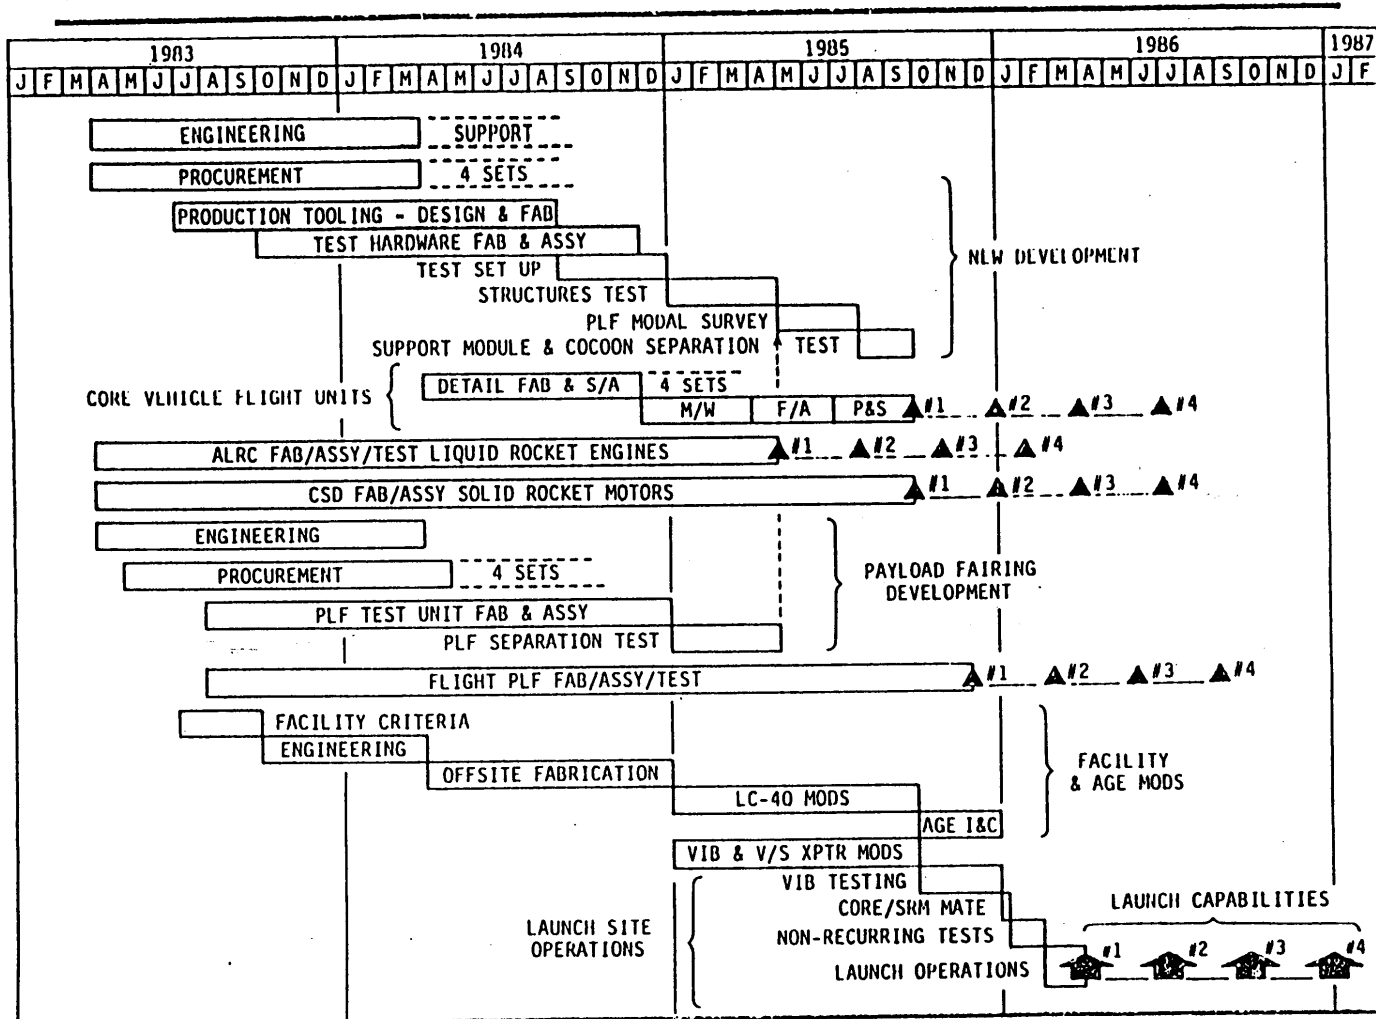 1983 1984 1985 1986 1987
J F M A M J J A S O N D J F M A M J J A S O N D J F M A M J J A S O N D J F M A M J J A S O N D J F
ENGINEERING SUPPORT
PROCUREMENT 4 SETS
PRODUCTION TOOLING - DESIGN & FAB
TEST HARDWARE FAB & ASSY
NEW DEVELOPMENT
TEST SET UP
STRUCTURES TEST
PLF MODAL SURVEY
SUPPORT MODULE & COCOON SEPARATION TEST
CORE VEHICLE FLIGHT UNITS
DETAIL FAB & S/A 4 SETS
M/W F/A P&S #1 #2 #3 #4
ALRC FAB/ASSY/TEST LIQUID ROCKET ENGINES #1 #2 #3 #4
CSD FAB/ASSY SOLID ROCKET MOTORS #1 #2 #3 #4
ENGINEERING
PROCUREMENT 4 SETS
PAYLOAD FAIRING
DEVELOPMENT
PLF TEST UNIT FAB & ASSY
PLF SEPARATION TEST
FLIGHT PLF FAB/ASSY/TEST #1 #2 #3 #4
FACILITY CRITERIA
ENGINEERING
OFFSITE FABRICATION
FACILITY
& AGE MODS
LC-40 MODS
AGE I&C
VIB & V/S XPTR MODS
VIB TESTING
CORE/SRM MATE
LAUNCH CAPABILITIES
LAUNCH SITE
OPERATIONS
NON-RECURRING TESTS
LAUNCH OPERATIONS #1 #2 #3 #4